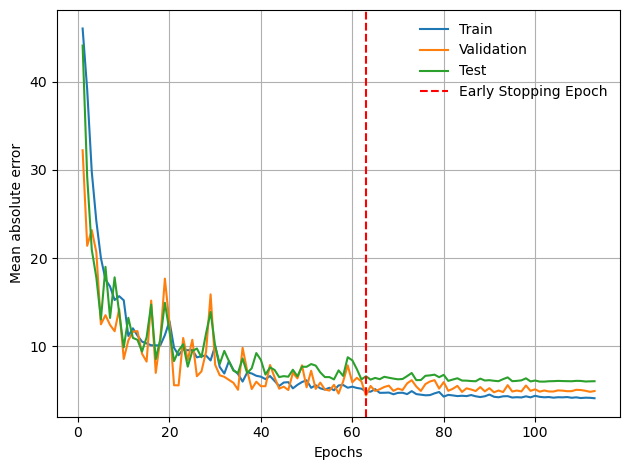 Train
Validation
Test
Early Stopping Epoch
Mean absolute error
40
30
20
10
0 20 40 60 80 100
Epochs